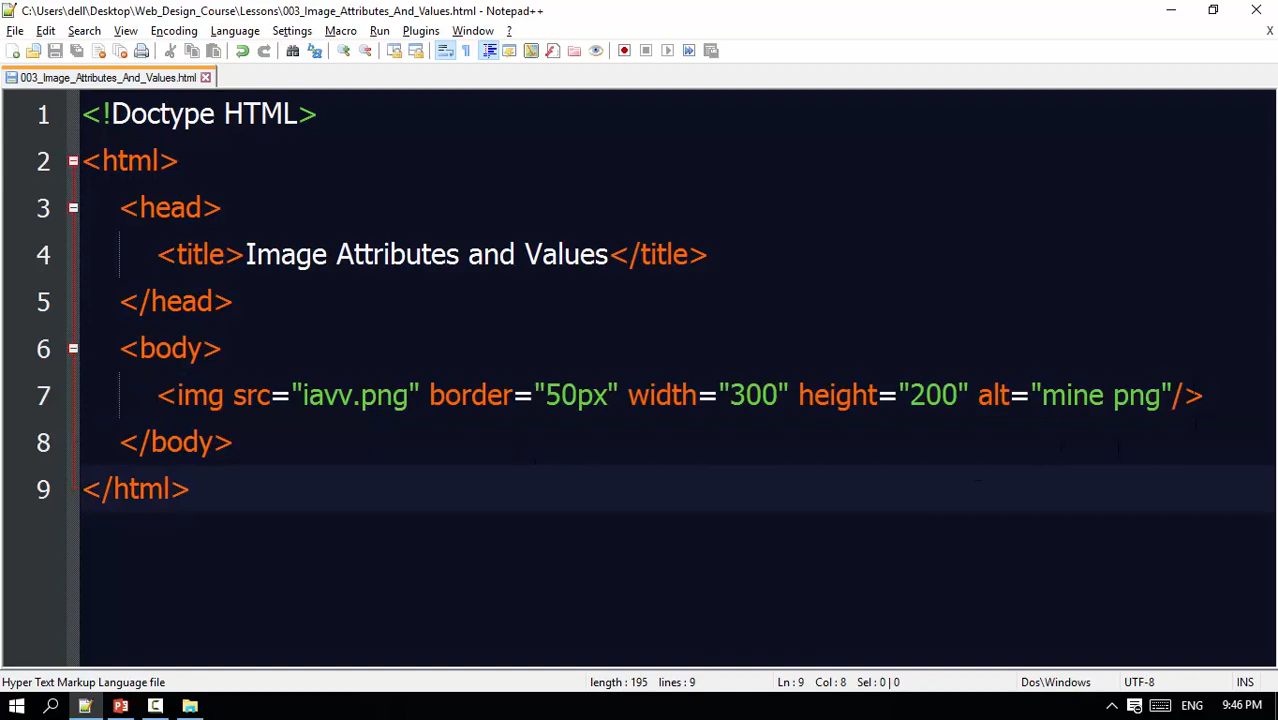 C:\Users\dell\Desktop\Web_Design_Course\Lessons\003_Image_Attributes_And_Values.html - Notepad++
File Edit Search View Encoding Language Settings Macro Run Plugins Window ? X
003_Image_Attributes_And_Values.html
1 <!Doctype HTML>
2 <html>
3 <head>
4 <title>Image Attributes and Values</title>
5 </head>
6 <body>
7 <img src="iavv.png" border="50px" width="300" height="200" alt="mine png"/>
8 </body>
9 </html>
Hyper Text Markup Language file length : 195 lines : 9 Ln : 9 Col : 8 Sel : 0 | 0 Dos\Windows UTF-8 INS
ENG 9:46 PM